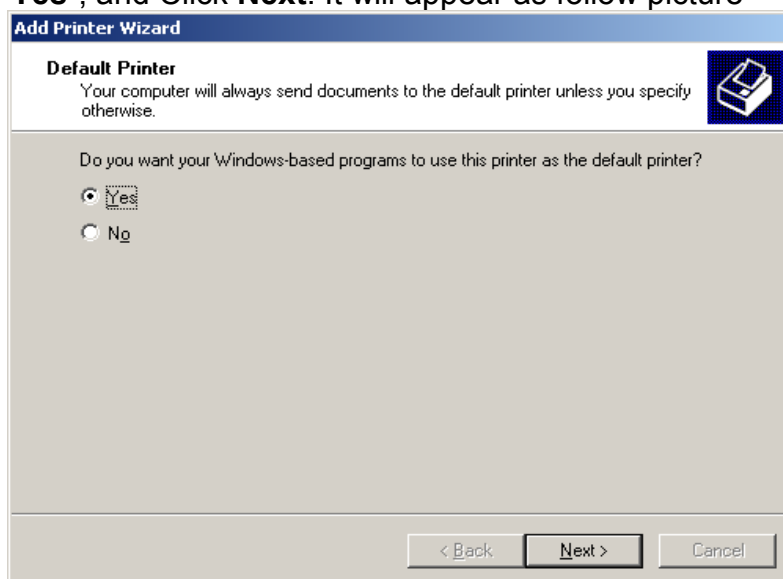 Yes", and Click Next. It will appear as follow picture
Add Printer Wizard
Default Printer
Your computer will always send documents to the default printer unless you specify
otherwise.
Do you want your Windows-based programs to use this printer as the default printer?
Yes
No
< Back
Next >
Cancel